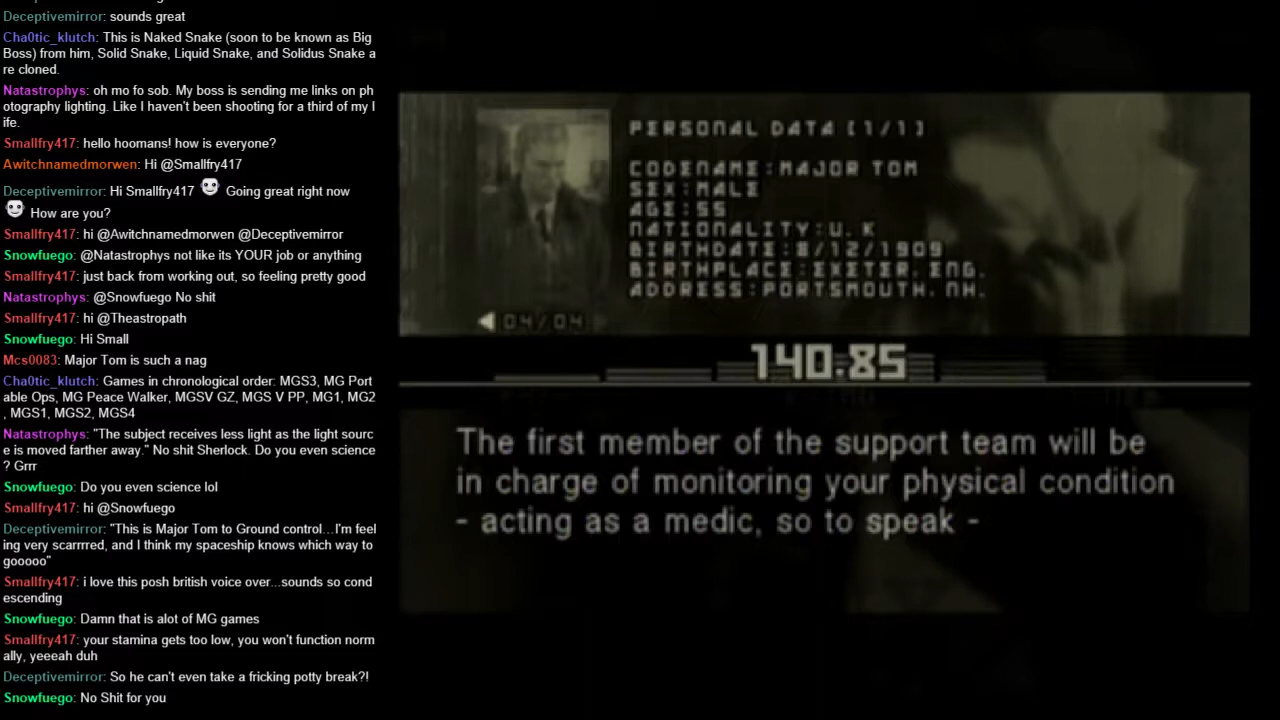 Deceptivemirror: sounds great
Cha0tic_klutch: This is Naked Snake (soon to be known as Big
Boss) from him, Solid Snake, Liquid Snake, and Solidus Snake a
re cloned.
Natastrophys: oh mo fo sob. My boss is sending me links on ph
otography lighting. Like I haven't been shooting for a third of my l
ife.
Smallfry417: hello hoomans! how is everyone?
Awitchnamedmorwen: Hi @Smallfry417
Deceptivemirror: Hi Smallfry417 Going great right now
How are you?
Smallfry417: hi @Awitchnamedmorwen @Deceptivemirror
Snowfuego: @Natastrophys not like its YOUR job or anything
Smallfry417: just back from working out, so feeling pretty good
Natastrophys: @Snowfuego No shit
Smallfry417: hi @Theastropath
Snowfuego: Hi Small
Mcs0083: Major Tom is such a nag
Cha0tic_klutch: Games in chronological order: MGS3, MG Port
able Ops, MG Peace Walker, MGSV GZ, MGS V PP, MG1, MG2
, MGS1, MGS2, MGS4
Natastrophys: "The subject receives less light as the light sourc
e is moved farther away." No shit Sherlock. Do you even science
? Grrr
Snowfuego: Do you even science lol
Smallfry417: hi @Snowfuego
Deceptivemirror: "This is Major Tom to Ground control...I'm feel
ing very scarrrred, and I think my spaceship knows which way to
gooooo"
Smallfry417: i love this posh british voice over...sounds so cond
escending
Snowfuego: Damn that is alot of MG games
Smallfry417: your stamina gets too low, you won't function norm
ally, yeeeah duh
Deceptivemirror: So he can't even take a fricking potty break?!
Snowfuego: No Shit for you
PERSONAL DATA [1/1]
CODENAME:MAJOR TOM
SEX:MALE
AGE:55
NATIONALITY:U.K
BIRTHDATE:8/12/1909
BIRTHPLACE:EXETER. ENG.
ADDRESS:PORTSMOUTH. NH.
04/04
140.85
The first member of the support team will be
in charge of monitoring your physical condition
- acting as a medic, so to speak -